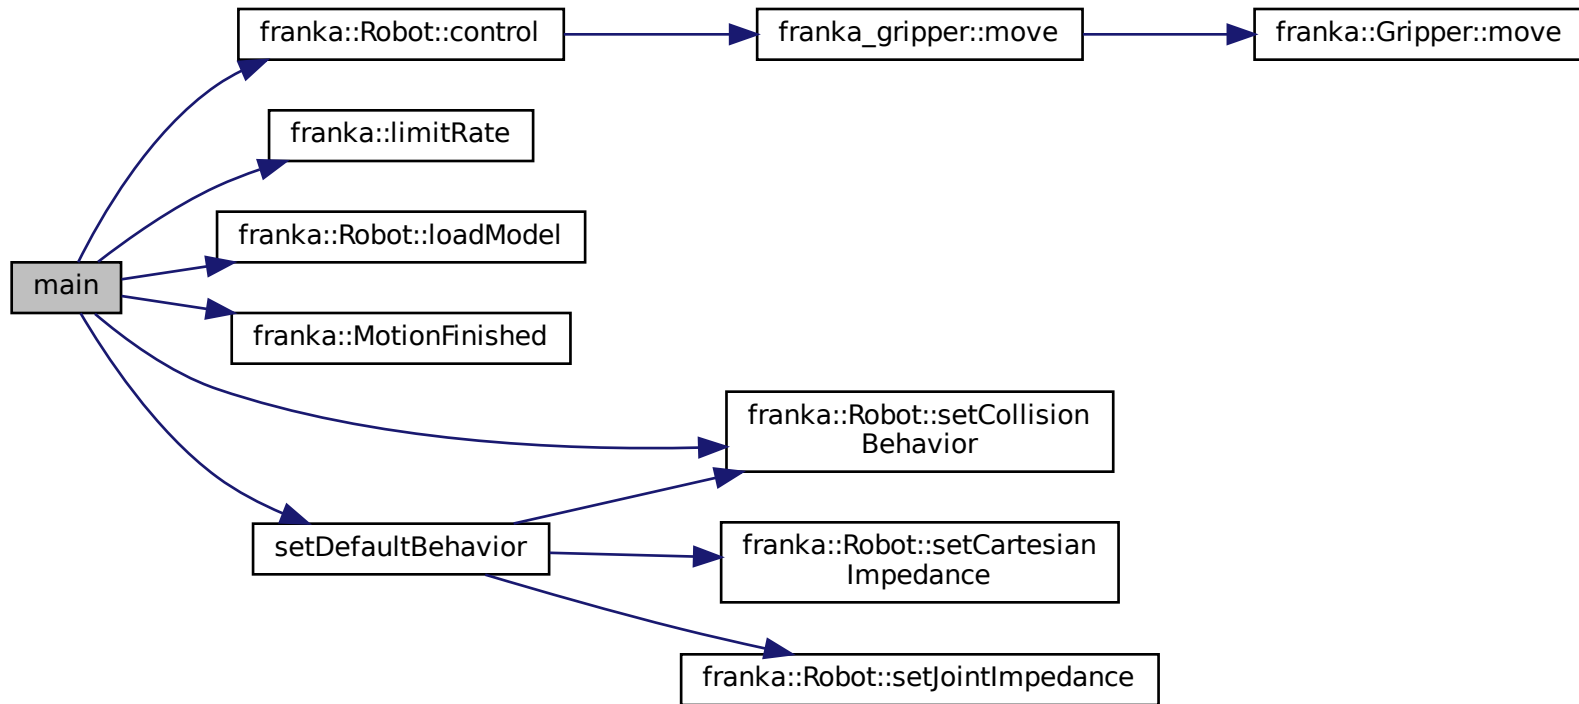 franka::Robot::control
franka_gripper::move
franka::Gripper::move
franka::limitRate
franka::Robot::loadModel
main
franka::MotionFinished
franka::Robot::setCollision
Behavior
setDefaultBehavior
franka::Robot::setCartesian
Impedance
franka::Robot::setJointImpedance